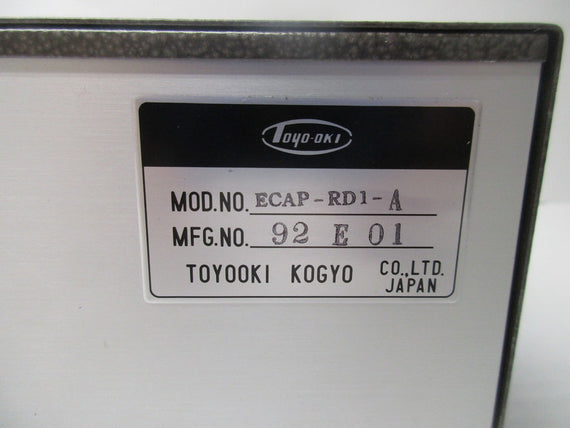 TOYO-OKI
MOD.NO. ECAP-RD1-A
MFG.NO. 92 E 01
TOYOOKI KOGYO CO.,LTD.
JAPAN